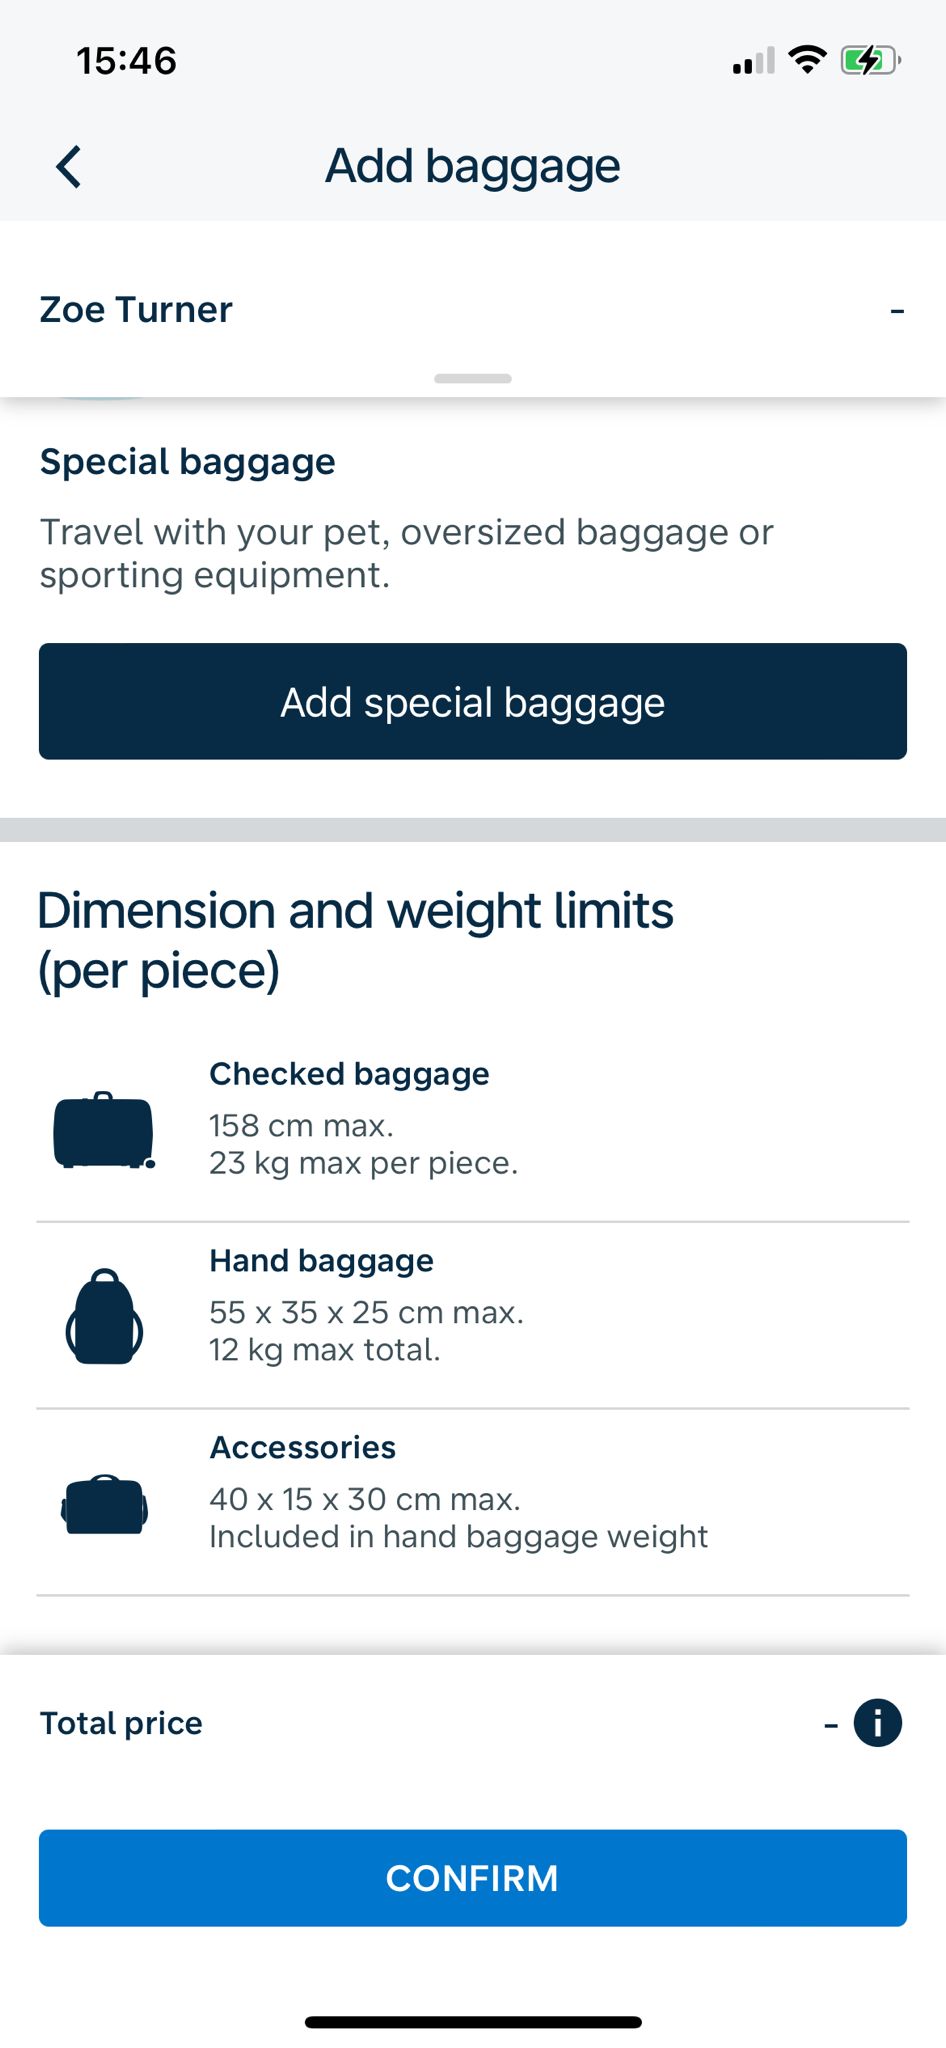 15:46
Add baggage
Zoe Turner -
Special baggage
Travel with your pet, oversized baggage or
sporting equipment.
Add special baggage
Dimension and weight limits
(per piece)
Checked baggage
158 cm max.
23 kg max per piece.
Hand baggage
55 x 35 x 25 cm max.
12 kg max total.
Accessories
40 x 15 x 30 cm max.
Included in hand baggage weight
Total price - i
CONFIRM